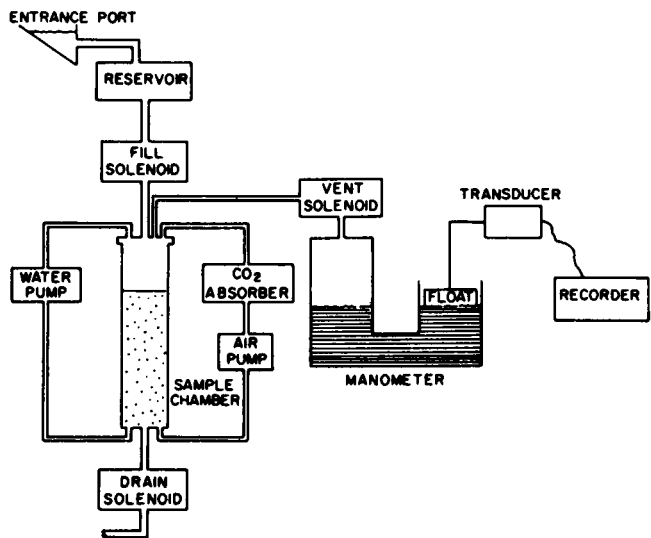 ENTRANCE PORT
RESERVOIR
FILL
SOLENOID
VENT
SOLENOID
TRANSDUCER
WATER
PUMP
CO₂
ABSORBER
FLOAT
RECORDER
AIR
PUMP
SAMPLE
CHAMBER
MANOMETER
DRAIN
SOLENOID